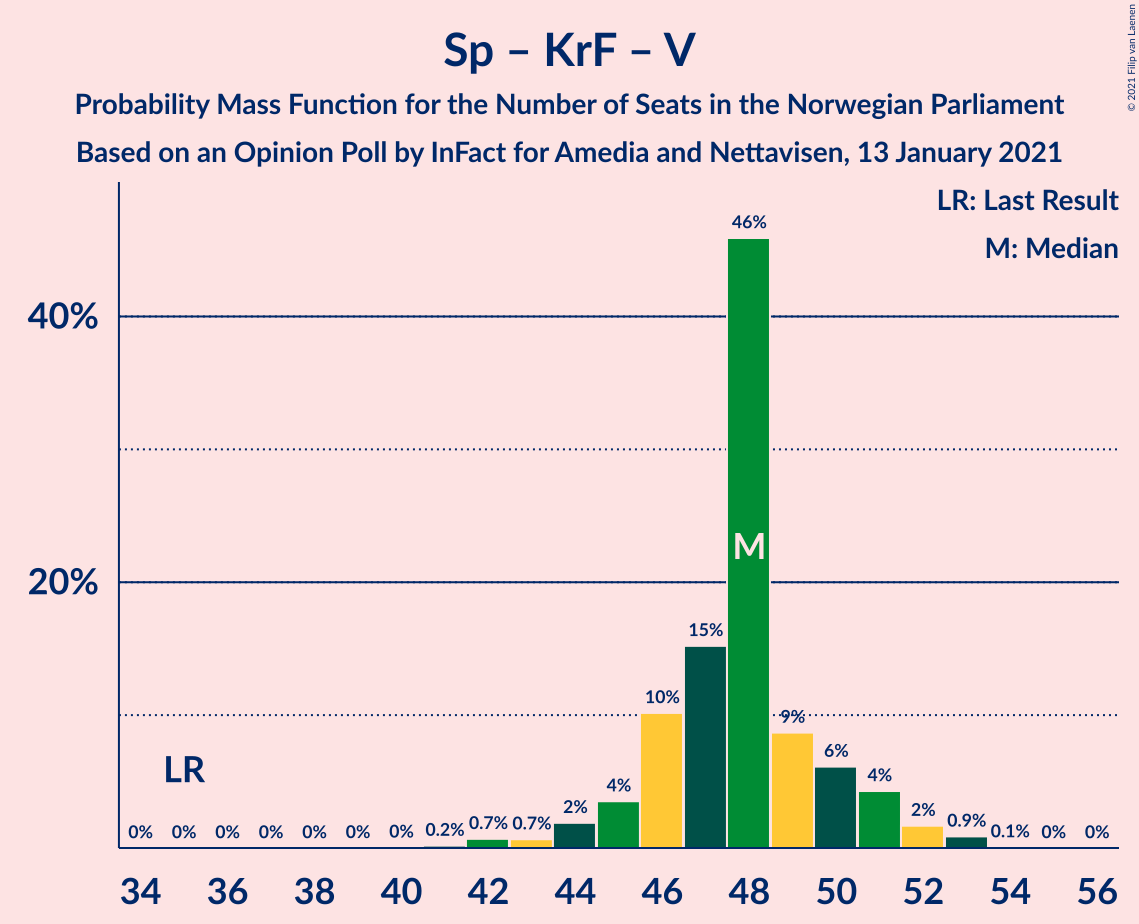 Sp – KrF – V
Probability Mass Function for the Number of Seats in the Norwegian Parliament
Based on an Opinion Poll by InFact for Amedia and Nettavisen, 13 January 2021
© 2021 Filip van Laenen
LR: Last Result
M: Median
46%
40%
M
20%
15%
10%
9%
6%
LR
4%
4%
2%
2%
0% 0% 0% 0% 0% 0% 0% 0.2% 0.7% 0.7% 0.9% 0.1% 0% 0%
34 36 38 40 42 44 46 48 50 52 54 56